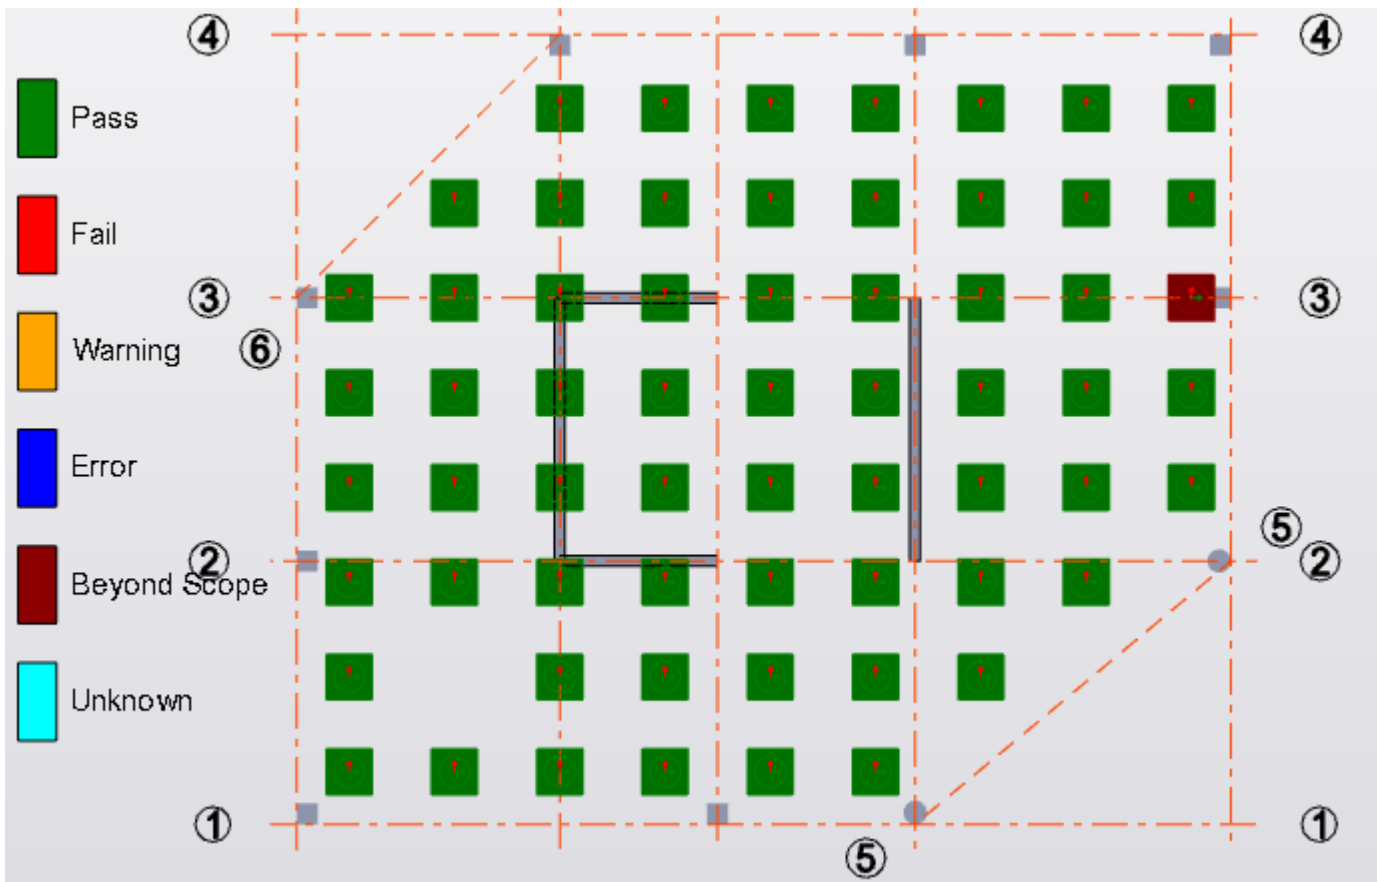 ④ ④
Pass
Fail
③ ③
⑥
Warning
Error
⑤
② ②
Beyond Scope
Unknown
① ①
⑤